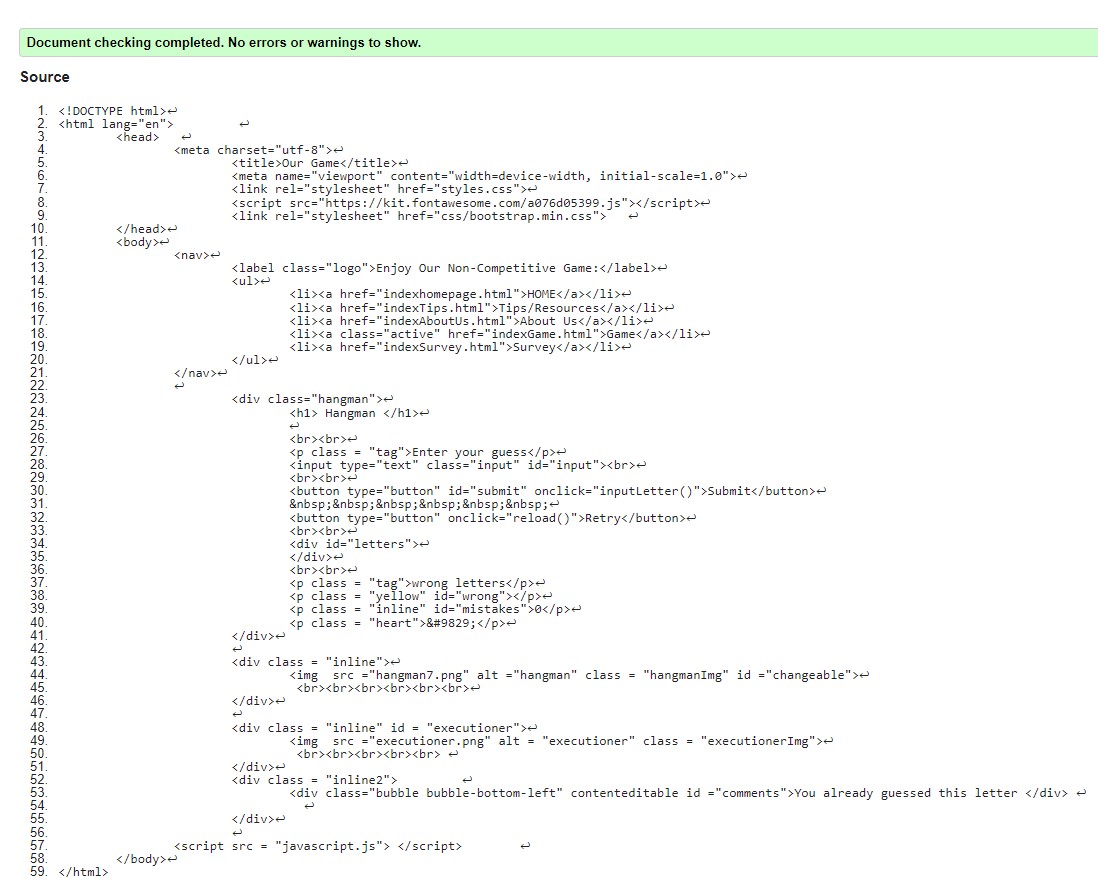 Document checking completed. No errors or warnings to show.
Source
1. <!DOCTYPE html>↩
2. <html lang="en"> ↩
3. <head> ↩
4. <meta charset="utf-8">↩
5. <title>Our Game</title>↩
6. <meta name="viewport" content="width=device-width, initial-scale=1.0">↩
7. <link rel="stylesheet" href="styles.css">↩
8. <script src="https://kit.fontawesome.com/a076d05399.js"></script>↩
9. <link rel="stylesheet" href="css/bootstrap.min.css"> ↩
10. </head>↩
11. <body>↩
12. <nav>↩
13. <label class="logo">Enjoy Our Non-Competitive Game:</label>↩
14. <ul>↩
15. <li><a href="indexhomepage.html">HOME</a></li>↩
16. <li><a href="indexTips.html">Tips/Resources</a></li>↩
17. <li><a href="indexAboutUs.html">About Us</a></li>↩
18. <li><a class="active" href="indexGame.html">Game</a></li>↩
19. <li><a href="indexSurvey.html">Survey</a></li>↩
20. </ul>↩
21. </nav>↩
22. ↩
23. <div class="hangman">↩
24. <h1> Hangman </h1>↩
25. ↩
26. <br><br>↩
27. <p class = "tag">Enter your guess</p>↩
28. <input type="text" class="input" id="input"><br>↩
29. <br><br>↩
30. <button type="button" id="submit" onclick="inputLetter()">Submit</button>↩
31. &nbsp;&nbsp;&nbsp;&nbsp;&nbsp;&nbsp;↩
32. <button type="button" onclick="reload()">Retry</button>↩
33. <br><br>↩
34. <div id="letters">↩
35. </div>↩
36. <br><br>↩
37. <p class = "tag">wrong letters</p>↩
38. <p class = "yellow" id="wrong"></p>↩
39. <p class = "inline" id="mistakes">0</p>↩
40. <p class = "heart">&#9829;</p>↩
41. </div>↩
42. ↩
43. <div class = "inline">↩
44. <img  src ="hangman7.png" alt ="hangman" class = "hangmanImg" id ="changeable">↩
45. <br><br><br><br><br><br>↩
46. </div>↩
47. ↩
48. <div class = "inline" id = "executioner">↩
49. <img  src ="executioner.png" alt = "executioner" class = "executionerImg">↩
50. <br><br><br><br><br> ↩
51. </div>↩
52. <div class = "inline2"> ↩
53. <div class="bubble bubble-bottom-left" contenteditable id ="comments">You already guessed this letter </div> ↩
54. ↩
55. </div>↩
56. ↩
57. <script src = "javascript.js"> </script> ↩
58. </body>↩
59. </html>